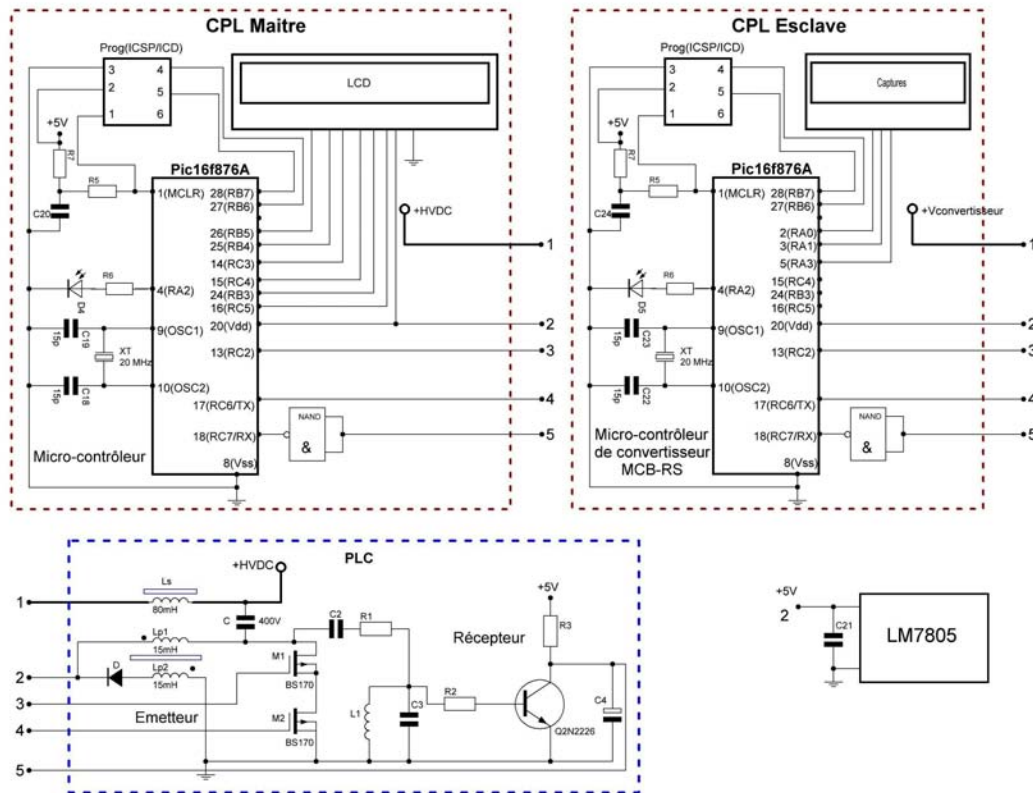 CPL Maitre
Prog(ICSP/ICD)
3 4
2 5
1 6
LCD
+5V
R7
R5
C20
Pic16f876A
1(MCLR)
28(RB7)
27(RB6)
26(RB5)
25(RB4)
14(RC3)
15(RC4)
24(RB3)
16(RC5)
20(Vdd)
13(RC2)
17(RC6/TX)
18(RC7/RX)
8(Vss)
4(RA2)
9(OSC1)
10(OSC2)
R6
D4
15p
C19
XT
20 MHz
15p
C18
NAND
&
+HVDC
1
2
3
4
5
Micro-contrôleur
CPL Esclave
Prog(ICSP/ICD)
3 4
2 5
1 6
Captures
+5V
R7
R5
C24
Pic16f876A
1(MCLR)
28(RB7)
27(RB6)
2(RA0)
3(RA1)
5(RA3)
15(RC4)
24(RB3)
16(RC5)
20(Vdd)
13(RC2)
17(RC6/TX)
18(RC7/RX)
8(Vss)
4(RA2)
9(OSC1)
10(OSC2)
R6
D5
15p
C23
XT
20 MHz
15p
C22
NAND
&
+Vconvertisseur
1
2
3
4
5
Micro-contrôleur
de convertisseur
MCB-RS
PLC
+HVDC
1
Ls
80mH
C
400V
C2
R1
Lp1
15mH
2
D
Lp2
15mH
M1
BS170
3
Emetteur
4
M2
BS170
5
L1
C3
R2
Récepteur
+5V
R3
Q2N2226
C4
+5V
2
C21
LM7805